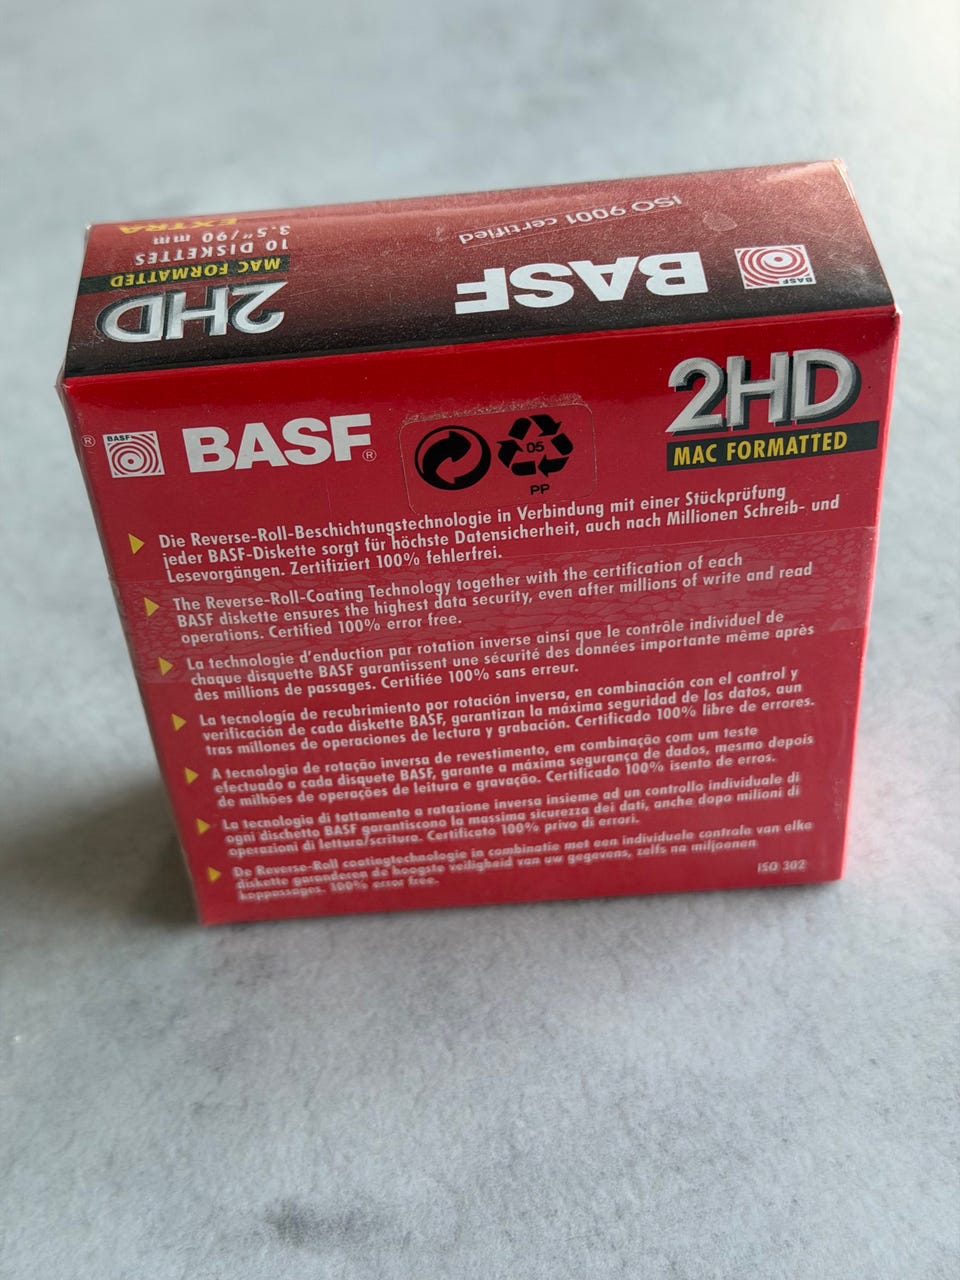 ISO 9001 certified
BASF
BASF
2HD
MAC FORMATTED
10 DISKETTES
3.5"/90 mm
EXTRA
BASF
BASF®
®
05
PP
2HD
MAC FORMATTED
Die Reverse-Roll-Beschichtungstechnologie in Verbindung mit einer Stückprüfung
jeder BASF-Diskette sorgt für höchste Datensicherheit, auch nach Millionen Schreib- und
Lesevorgängen. Zertifiziert 100% fehlerfrei.
The Reverse-Roll-Coating Technology together with the certification of each
BASF diskette ensures the highest data security, even after millions of write and read
operations. Certified 100% error free.
La technologie d'enduction par rotation inverse ainsi que le contrôle individuel de
chaque disquette BASF garantissent une sécurité des données importante même après
des millions de passages. Certifiée 100% sans erreur.
La tecnología de recubrimiento por rotación inversa, en combinación con el control y
verificación de cada diskette BASF, garantizan la máxima seguridad de los datos, aun
tras millones de operaciones de lectura y grabación. Certificado 100% libre de errores.
A tecnologia de rotação inversa de revestimento, em combinação com um teste
efectuado a cada disquete BASF, garante a máxima segurança de dados, mesmo depois
de milhões de operações de leitura e gravação. Certificado 100% isento de erros.
La tecnologia di tattamento a rotazione inversa insieme ad un controllo individuale di
ogni dischetto BASF garantiscono la massima sicurezza dei dati, anche dopo milioni di
operazioni di lettura/scritura. Certificato 100% privo di errori.
De Reverse-Roll coatingtechnologie in combinatie met een individuele controle van elke
diskette garanderen de hoogste veiligheid van uw gegevens, zelfs na miljoenen
koppassages. 100% error free.
ISO 302